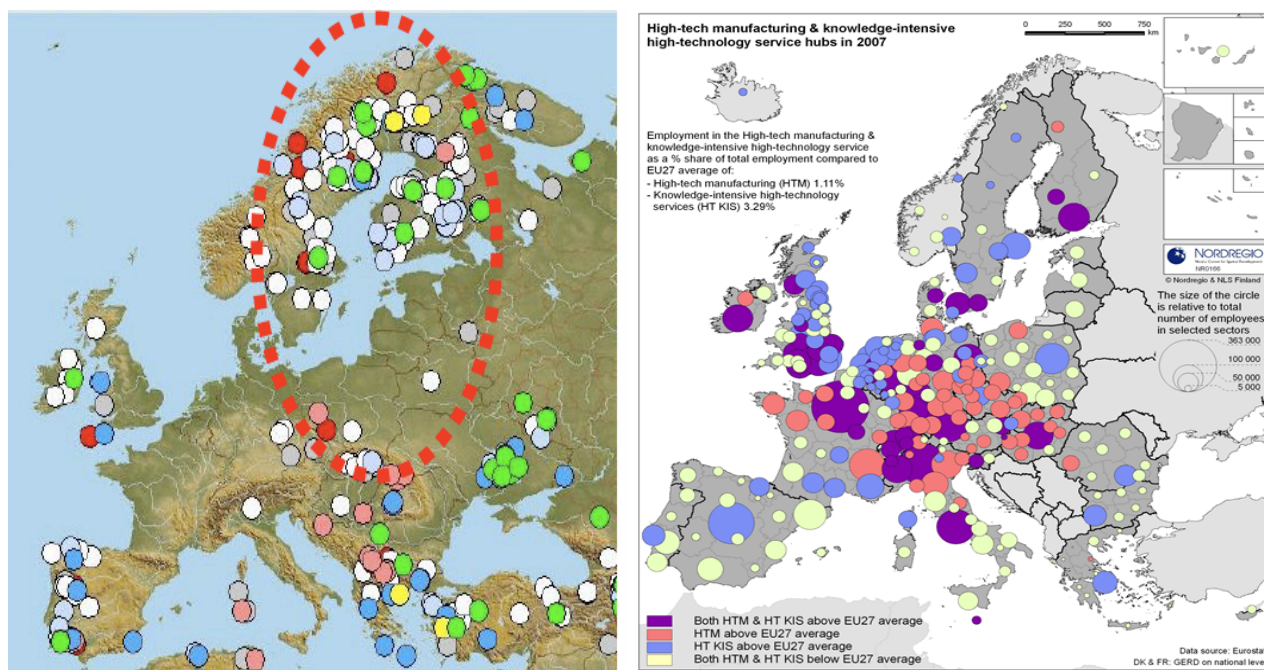 High-tech manufacturing & knowledge-intensive
high-technology service hubs in 2007
0 250 500 750
km
Employment in the High-tech manufacturing &
knowledge-intensive high-technology service
as a % share of total employment compared to
EU27 average of:
- High-tech manufacturing (HTM) 1.11%
- Knowledge-intensive high-technology
services (HT KIS) 3.29%
NORDREGIO
NR0166
© Nordregio & NLS Finland
The size of the circle
is relative to total
number of employees
in selected sectors
363 000
100 000
50 000
5 000
Both HTM & HT KIS above EU27 average
HTM above EU27 average
HT KIS above EU27 average
Both HTM & HT KIS below EU27 average
Data source: Eurostat
DK & FR: GERD on national level